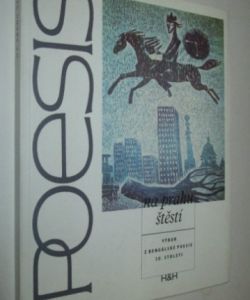 POESIS
na prahu
štěstí
VÝBOR
Z BENGÁLSKÉ POESIE
20. STOLETÍ
H&H